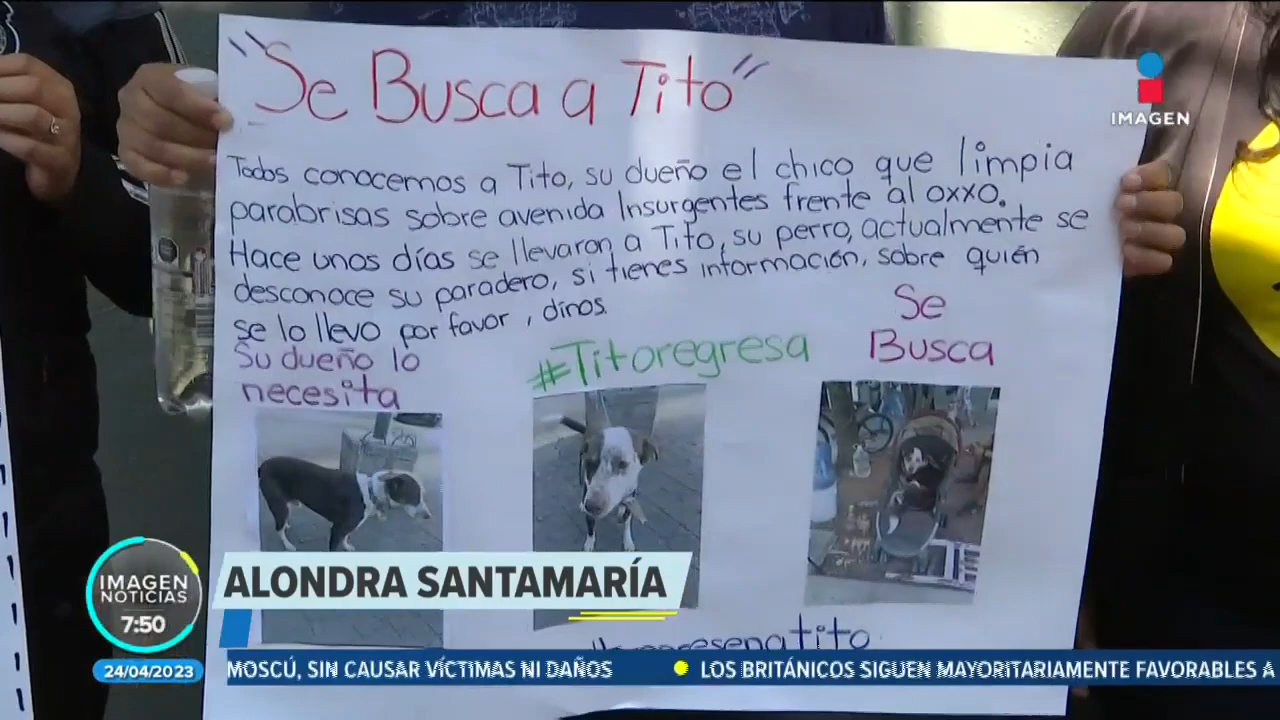 "Se Busca a Tito"
IMAGEN
Todos conocemos a Tito, su dueño el chico que limpia
parabrisas sobre avenida Insurgentes frente al oxxo.
Hace unos días se llevaron a Tito, su perro, actualmente se
desconoce su paradero, si tienes información, sobre quién
se lo llevo por favor, dinos.
Su dueño lo
necesita
#Titoregresa
Se
Busca
IMAGEN
NOTICIAS
7:50
ALONDRA SANTAMARÍA
24/04/2023
MOSCÚ, SIN CAUSAR VÍCTIMAS NI DAÑOS
LOS BRITÁNICOS SIGUEN MAYORITARIAMENTE FAVORABLES A